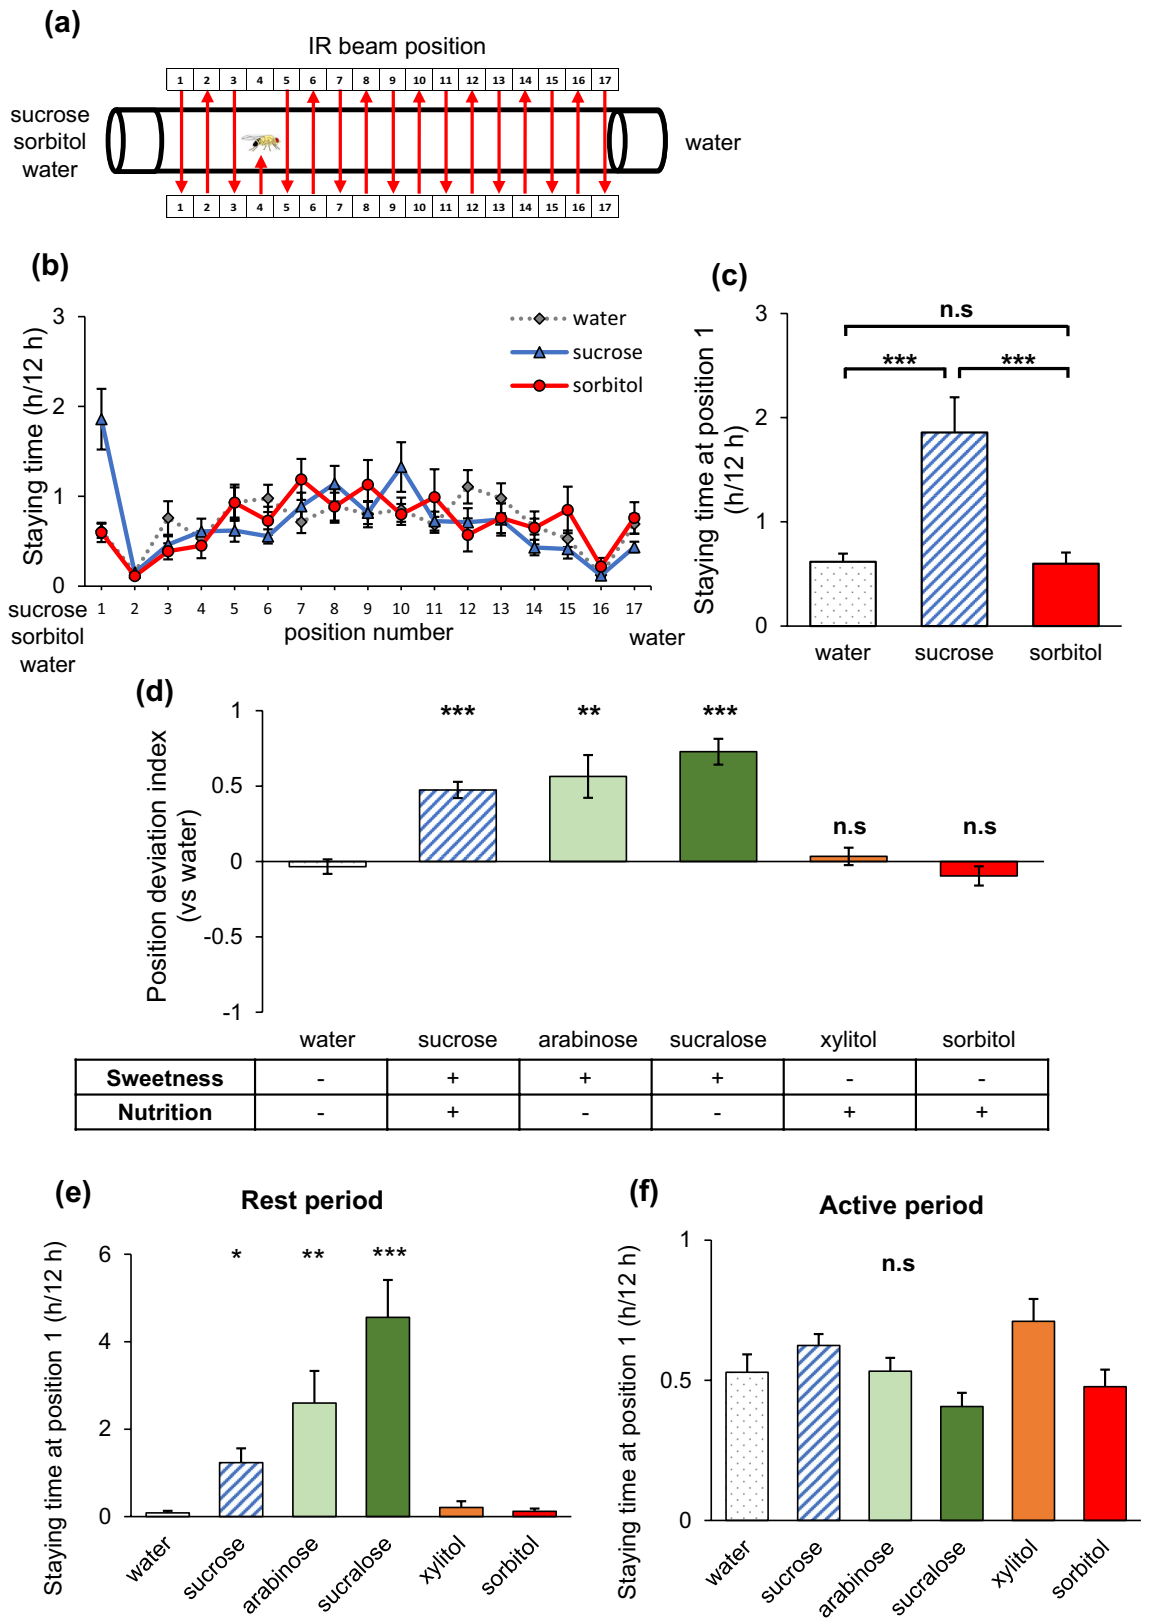 (a)
IR beam position
1 2 3 4 5 6 7 8 9 10 11 12 13 14 15 16 17
sucrose
sorbitol
water
water
1 2 3 4 5 6 7 8 9 10 11 12 13 14 15 16 17
(b)
Staying time (h/12 h)
3
2
1
0
water
sucrose
sorbitol
1 2 3 4 5 6 7 8 9 10 11 12 13 14 15 16 17
sucrose
sorbitol
water
position number
water
(c)
Staying time at position 1
(h/12 h)
3
2
1
0
n.s
*** ***
water sucrose sorbitol
(d)
Position deviation index
(vs water)
1
0.5
0
-0.5
-1
*** ** *** n.s n.s
water sucrose arabinose sucralose xylitol sorbitol
Sweetness - + + + - -
Nutrition - + - - + +
(e)
Rest period
Staying time at position 1 (h/12 h)
6
4
2
0
* ** ***
water sucrose arabinose sucralose xylitol sorbitol
(f)
Active period
Staying time at position 1 (h/12 h)
1
0.5
0
n.s
water sucrose arabinose sucralose xylitol sorbitol